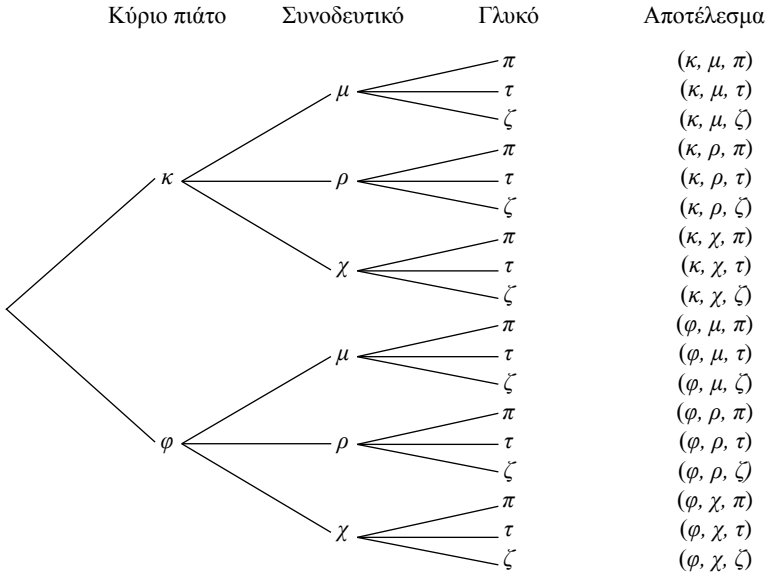 Κύριο πιάτο Συνοδευτικό Γλυκό Αποτέλεσμα
π (κ, μ, π)
μ τ (κ, μ, τ)
ζ (κ, μ, ζ)
π (κ, ρ, π)
κ ρ τ (κ, ρ, τ)
ζ (κ, ρ, ζ)
π (κ, χ, π)
χ τ (κ, χ, τ)
ζ (κ, χ, ζ)
π (φ, μ, π)
μ τ (φ, μ, τ)
ζ (φ, μ, ζ)
π (φ, ρ, π)
φ ρ τ (φ, ρ, τ)
ζ (φ, ρ, ζ)
π (φ, χ, π)
χ τ (φ, χ, τ)
ζ (φ, χ, ζ)